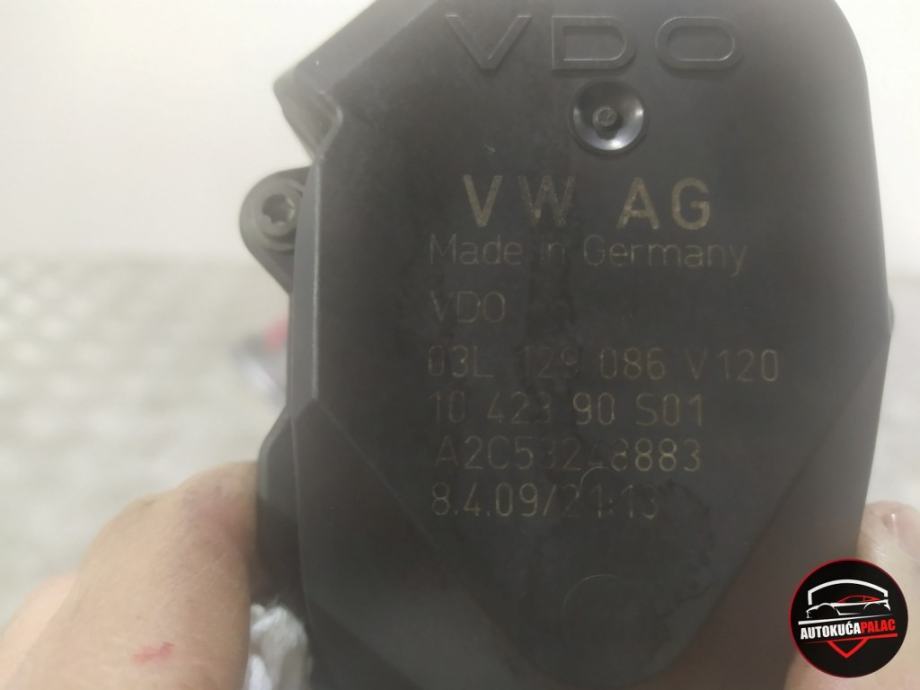 VDO
VW AG
Made in Germany
VDO
03L 129 086 V120
10 423 90 S01
A2C53248883
8.4.09/21:13
AUTOKUĆAPALAC